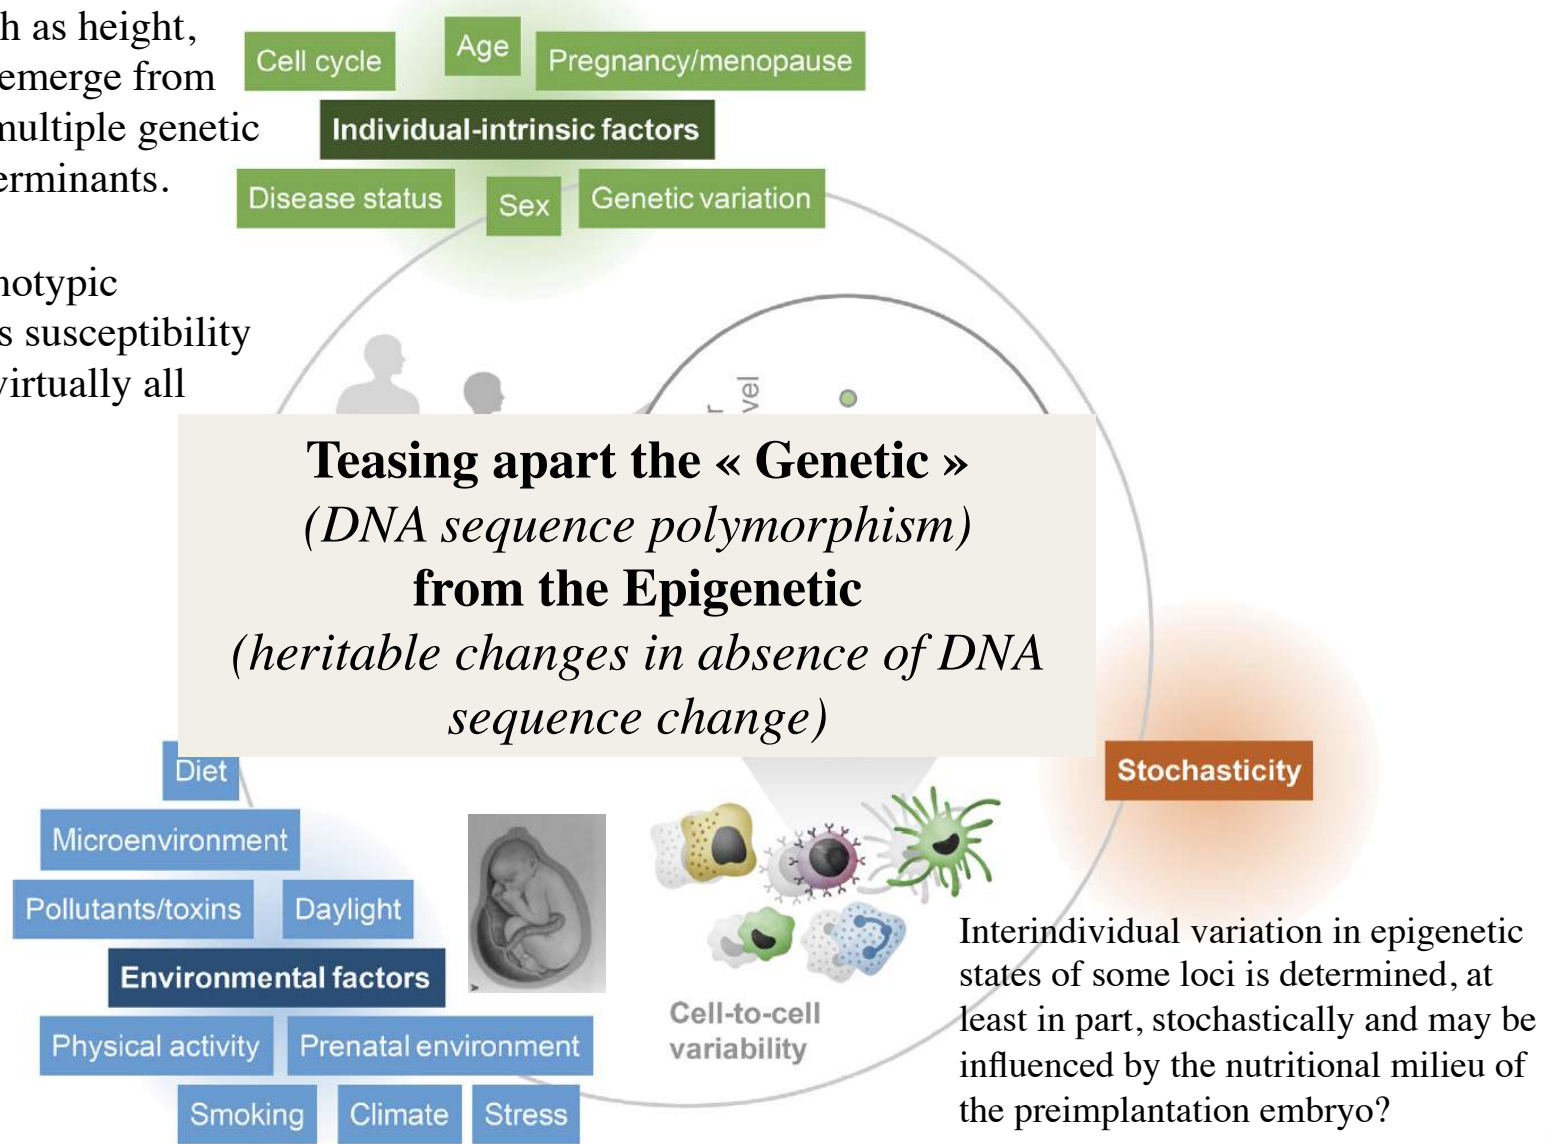 h as height,
emerge from
multiple genetic
erminants.
notypic
s susceptibility
virtually all
Cell cycle
Age
Pregnancy/menopause
Individual-intrinsic factors
Disease status
Sex
Genetic variation
Teasing apart the « Genetic »
(DNA sequence polymorphism)
from the Epigenetic
(heritable changes in absence of DNA
sequence change)
Stochasticity
Diet
Microenvironment
Pollutants/toxins
Daylight
Environmental factors
Physical activity
Prenatal environment
Smoking
Climate
Stress
Cell-to-cell
variability
Interindividual variation in epigenetic
states of some loci is determined, at
least in part, stochastically and may be
influenced by the nutritional milieu of
the preimplantation embryo?